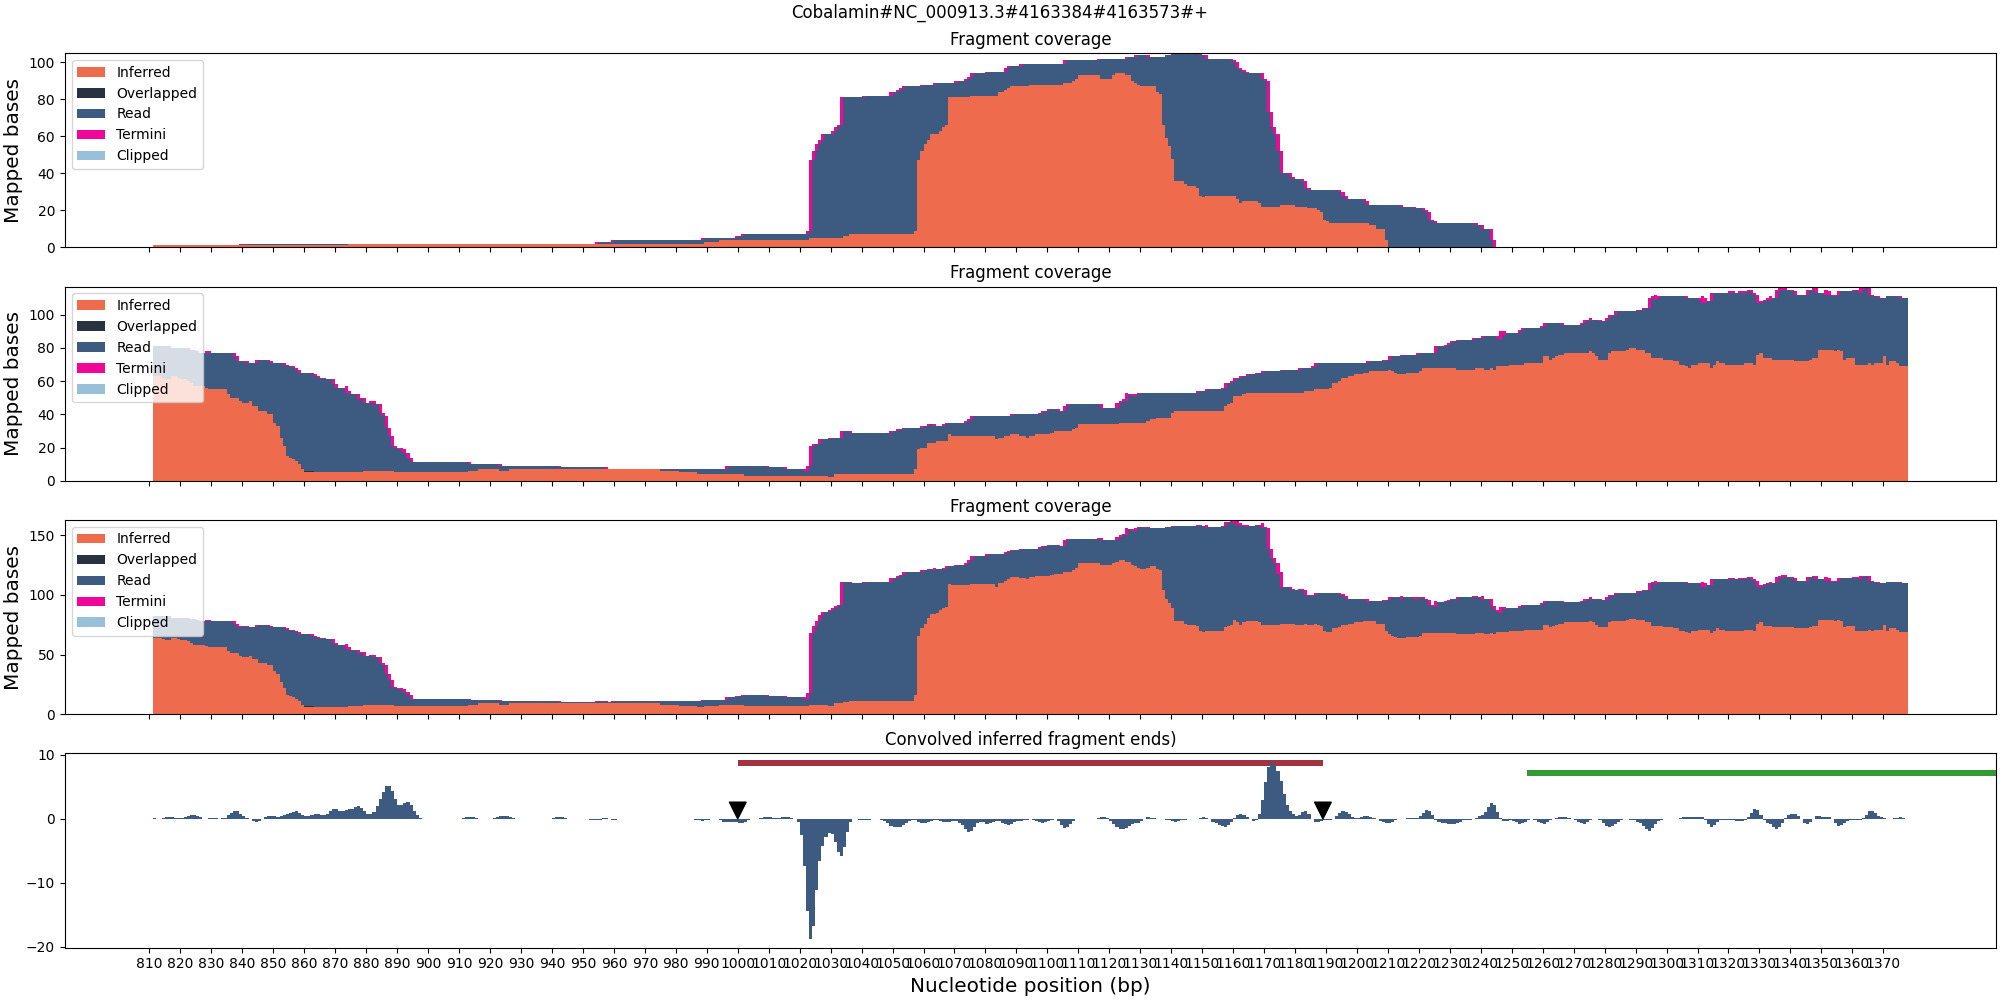 Cobalamin#NC_000913.3#4163384#4163573#+
Fragment coverage
Mapped bases
100
80
60
40
20
0
Inferred
Overlapped
Read
Termini
Clipped
Fragment coverage
Mapped bases
100
80
60
40
20
0
Inferred
Overlapped
Read
Termini
Clipped
Fragment coverage
Mapped bases
150
100
50
0
Inferred
Overlapped
Read
Termini
Clipped
Convolved inferred fragment ends)
10
0
−10
−20
810 820 830 840 850 860 870 880 890 900 910 920 930 940 950 960 970 980 990 1000 1010 1020 1030 1040 1050 1060 1070 1080 1090 1100 1110 1120 1130 1140 1150 1160 1170 1180 1190 1200 1210 1220 1230 1240 1250 1260 1270 1280 1290 1300 1310 1320 1330 1340 1350 1360 1370
Nucleotide position (bp)